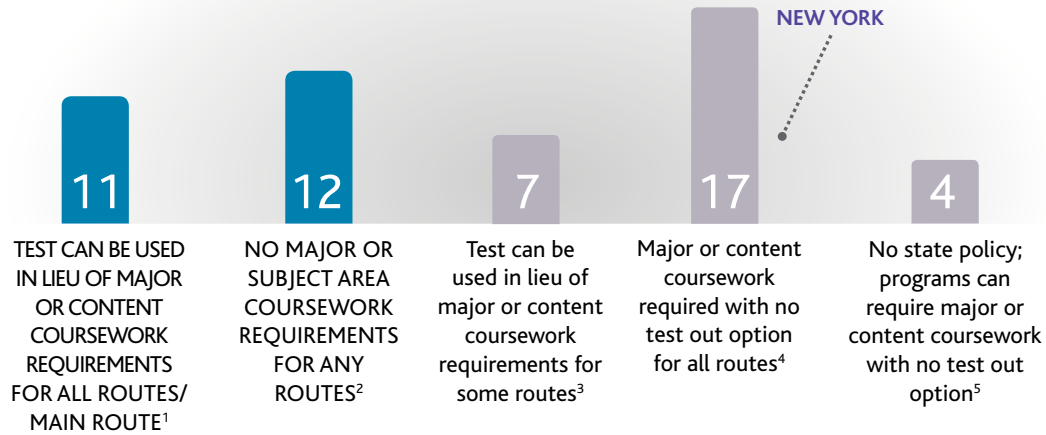 NEW YORK
11
12
7
17
4
TEST CAN BE USED
IN LIEU OF MAJOR
OR CONTENT
COURSEWORK
REQUIREMENTS
FOR ALL ROUTES/
MAIN ROUTE¹
NO MAJOR OR
SUBJECT AREA
COURSEWORK
REQUIREMENTS
FOR ANY
ROUTES²
Test can be
used in lieu of
major or content
coursework
requirements for
some routes³
Major or content
coursework
required with no
test out option
for all routes⁴
No state policy;
programs can
require major or
content coursework
with no test out
option⁵